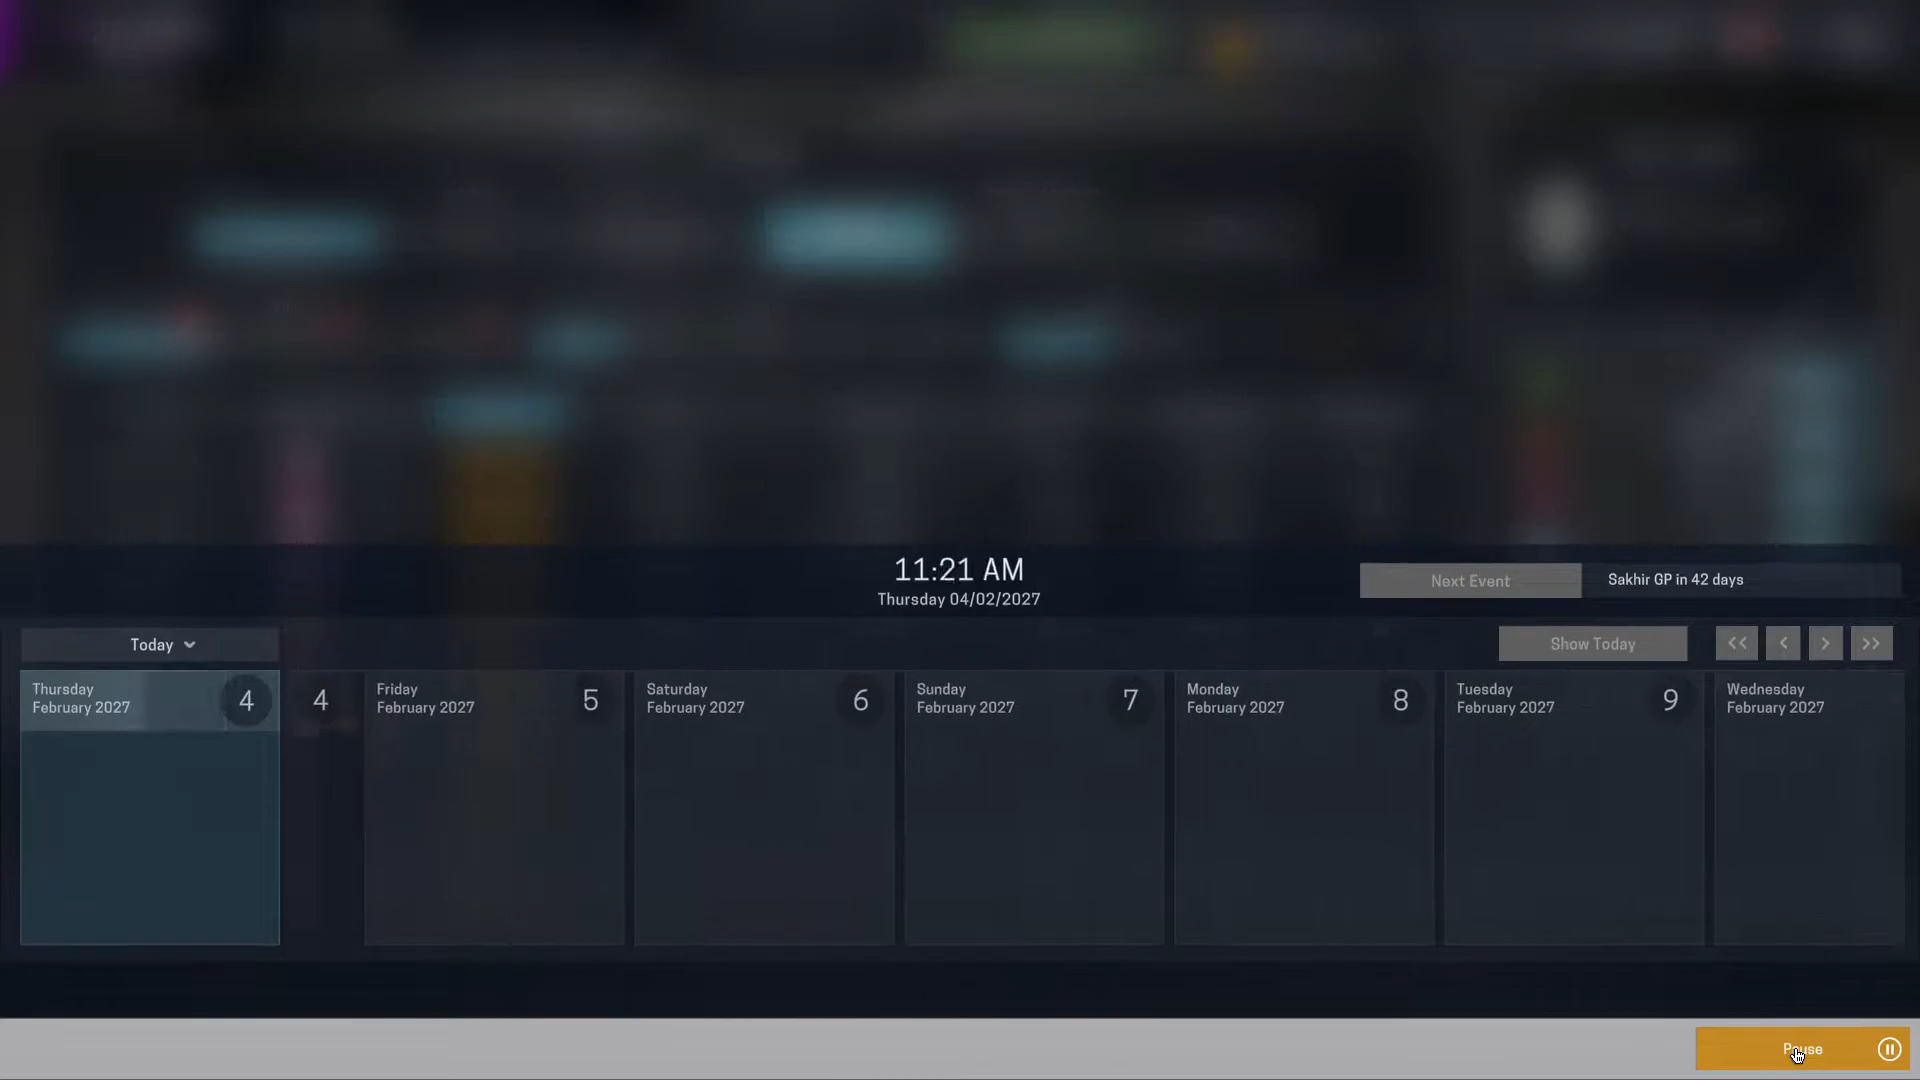 11:21 AM
Thursday 04/02/2027
Next Event
Sakhir GP in 42 days
Today
Show Today
Thursday
February 2027
4
4
Friday
February 2027
5
Saturday
February 2027
6
Sunday
February 2027
7
Monday
February 2027
8
Tuesday
February 2027
9
Wednesday
February 2027
Pause